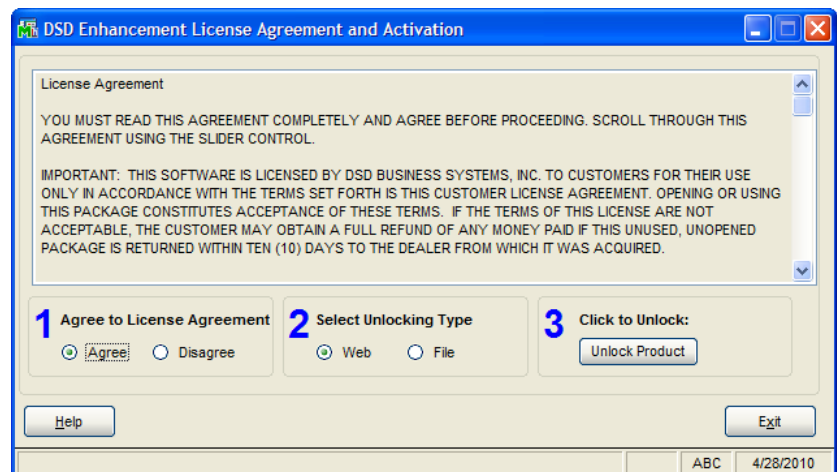 DSD Enhancement License Agreement and Activation
License Agreement
YOU MUST READ THIS AGREEMENT COMPLETELY AND AGREE BEFORE PROCEEDING. SCROLL THROUGH THIS
AGREEMENT USING THE SLIDER CONTROL.
IMPORTANT:  THIS SOFTWARE IS LICENSED BY DSD BUSINESS SYSTEMS, INC. TO CUSTOMERS FOR THEIR USE
ONLY IN ACCORDANCE WITH THE TERMS SET FORTH IS THIS CUSTOMER LICENSE AGREEMENT. OPENING OR USING
THIS PACKAGE CONSTITUTES ACCEPTANCE OF THESE TERMS.  IF THE TERMS OF THIS LICENSE ARE NOT
ACCEPTABLE, THE CUSTOMER MAY OBTAIN A FULL REFUND OF ANY MONEY PAID IF THIS UNUSED, UNOPENED
PACKAGE IS RETURNED WITHIN TEN (10) DAYS TO THE DEALER FROM WHICH IT WAS ACQUIRED.
1 Agree to License Agreement
Agree Disagree
2 Select Unlocking Type
Web File
3 Click to Unlock:
Unlock Product
Help Exit
ABC 4/28/2010